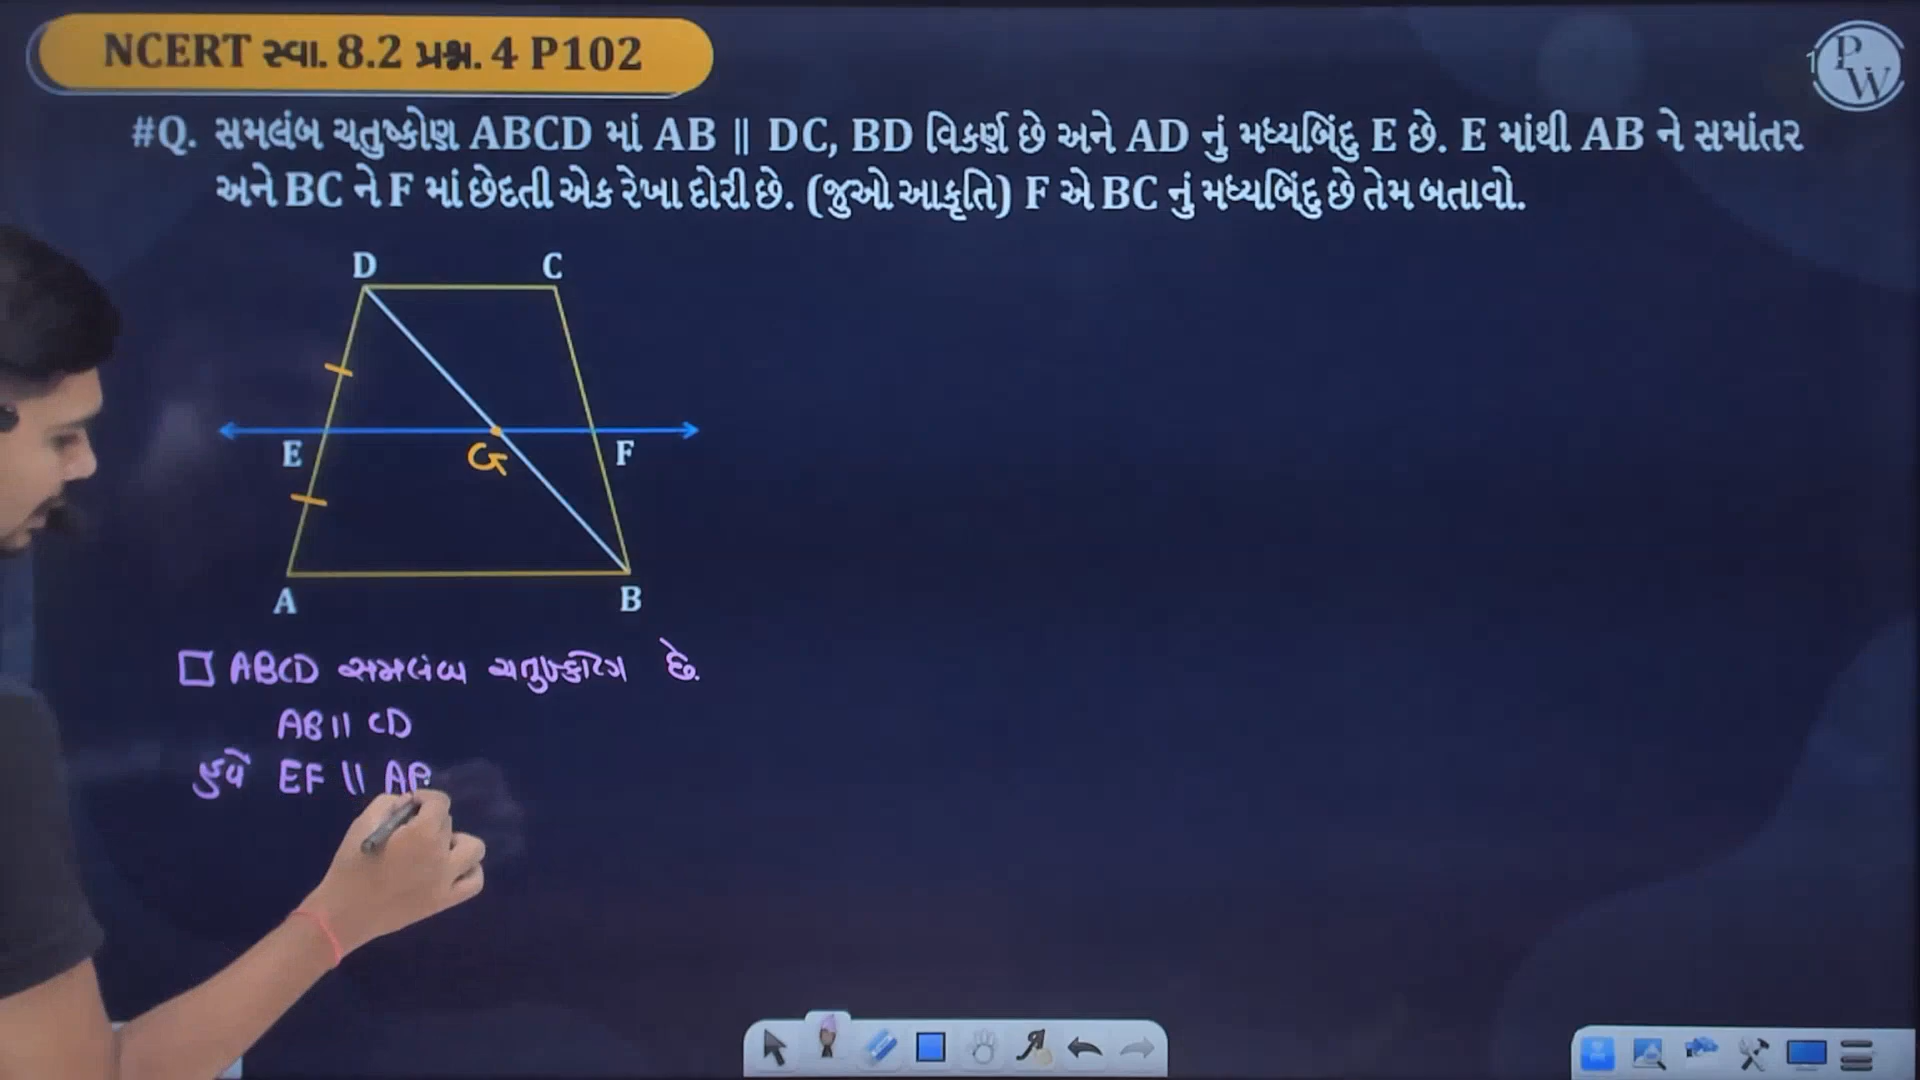 NCERT સ્વા. 8.2 પ્રશ્ન. 4 P102
PW
#Q. સમલંબ ચતુષ્કોણ ABCD માં AB || DC, BD વિકર્ણ છે અને AD નું મધ્યબિંદુ E છે. E માંથી AB ને સમાંતર
અને BC ને F માં છેદતી એક રેખા દોરી છે. (જુઓ આકૃતિ) F એ BC નું મધ્યબિંદુ છે તેમ બતાવો.
D C
E G F
A B
□ ABCD સમલંબ ચતુષ્કોણ છે.
AB || CD
હવે EF || AB